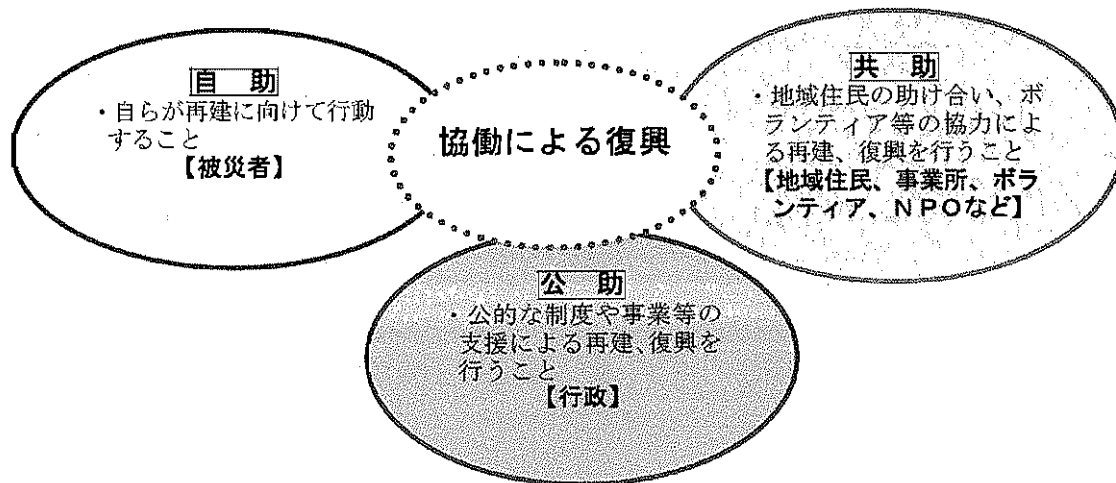 自　助
・自らが再建に向けて行動
すること
【被災者】
協働による復興
共　助
・地域住民の助け合い、ボ
ランティア等の協力によ
る再建、復興を行うこと
【地域住民、事業所、ボラ
ンティア、ＮＰＯなど】
公　助
・公的な制度や事業等の
支援による再建、復興を
行うこと
【行政】